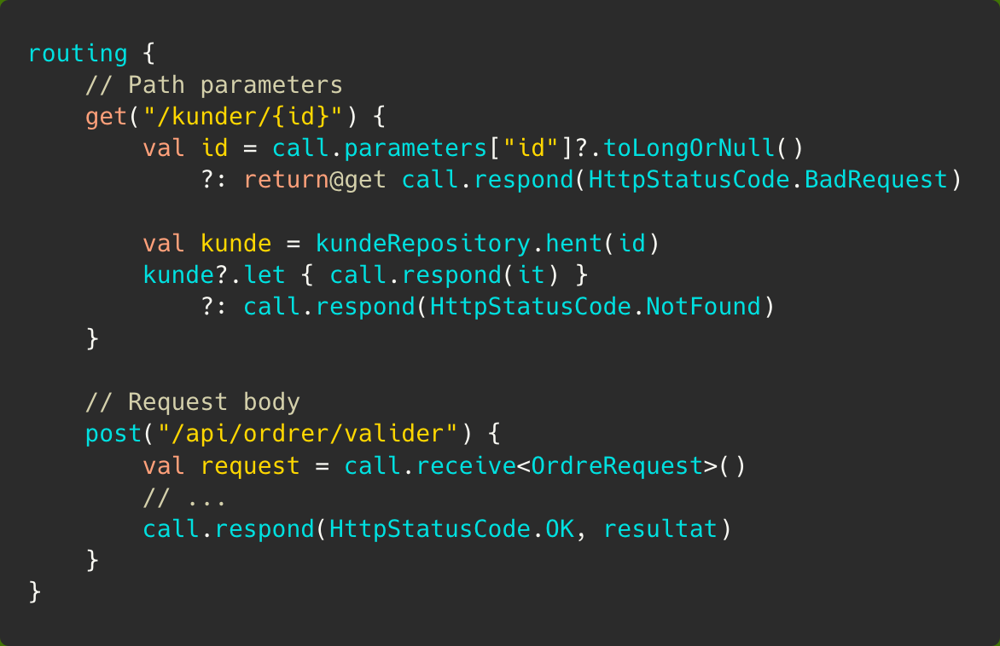 routing {
    // Path parameters
    get("/kunder/{id}") {
        val id = call.parameters["id"]?.toLongOrNull()
            ?: return@get call.respond(HttpStatusCode.BadRequest)

        val kunde = kundeRepository.hent(id)
        kunde?.let { call.respond(it) }
            ?: call.respond(HttpStatusCode.NotFound)
    }

    // Request body
    post("/api/ordrer/valider") {
        val request = call.receive<OrdreRequest>()
        // ...
        call.respond(HttpStatusCode.OK, resultat)
    }
}